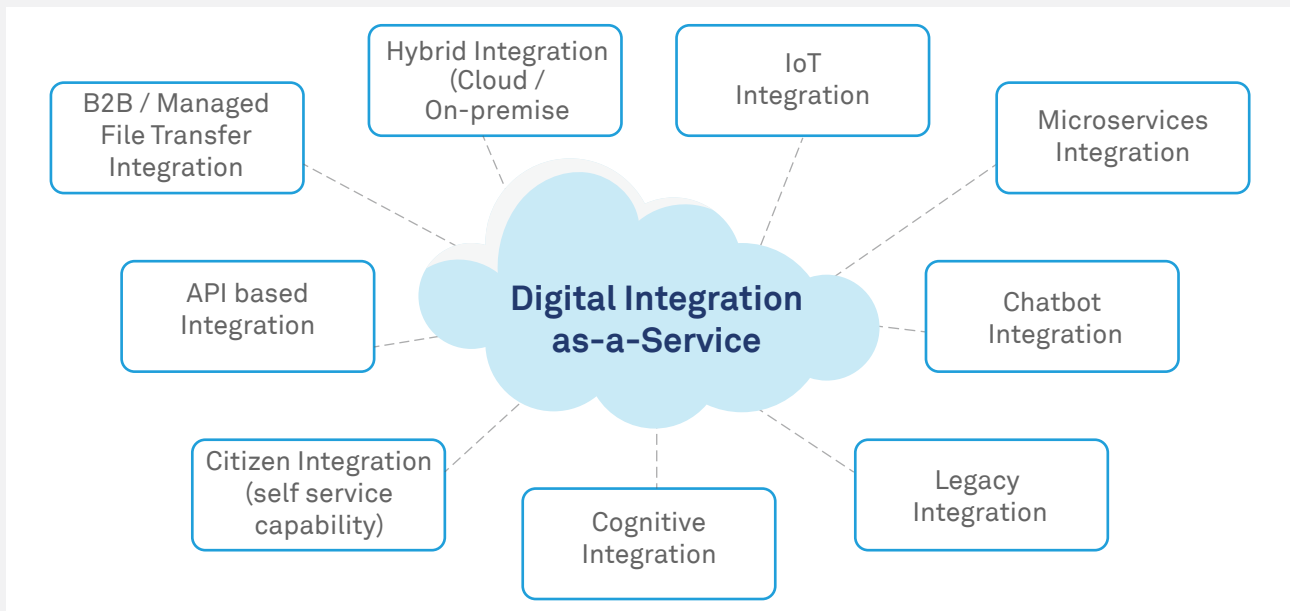 Hybrid Integration
(Cloud /
On-premise
IoT
Integration
B2B / Managed
File Transfer
Integration
Microservices
Integration
API based
Integration
Digital Integration
as-a-Service
Chatbot
Integration
Citizen Integration
(self service
capability)
Cognitive
Integration
Legacy
Integration